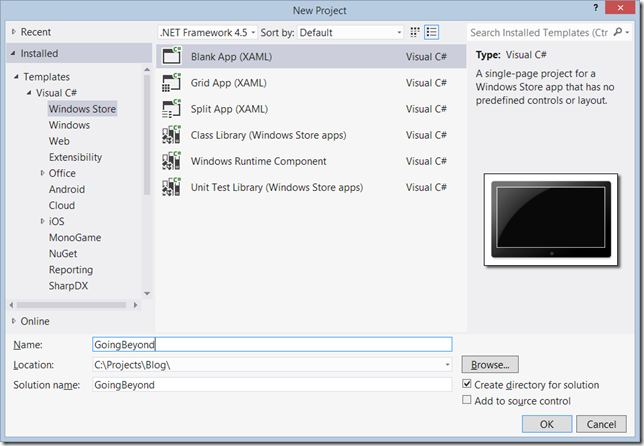 New Project
? X
Recent
.NET Framework 4.5
Sort by: Default
Search Installed Templates (Ctr
Installed
Templates
Visual C#
Windows Store
Windows
Web
Extensibility
Office
Android
Cloud
iOS
MonoGame
NuGet
Reporting
SharpDX
Online
Blank App (XAML) Visual C#
Grid App (XAML) Visual C#
Split App (XAML) Visual C#
Class Library (Windows Store apps) Visual C#
Windows Runtime Component Visual C#
Unit Test Library (Windows Store apps) Visual C#
Type: Visual C#
A single-page project for a
Windows Store app that has no
predefined controls or layout.
Name: GoingBeyond
Location: C:\Projects\Blog\
Browse...
Solution name: GoingBeyond
Create directory for solution
Add to source control
OK
Cancel